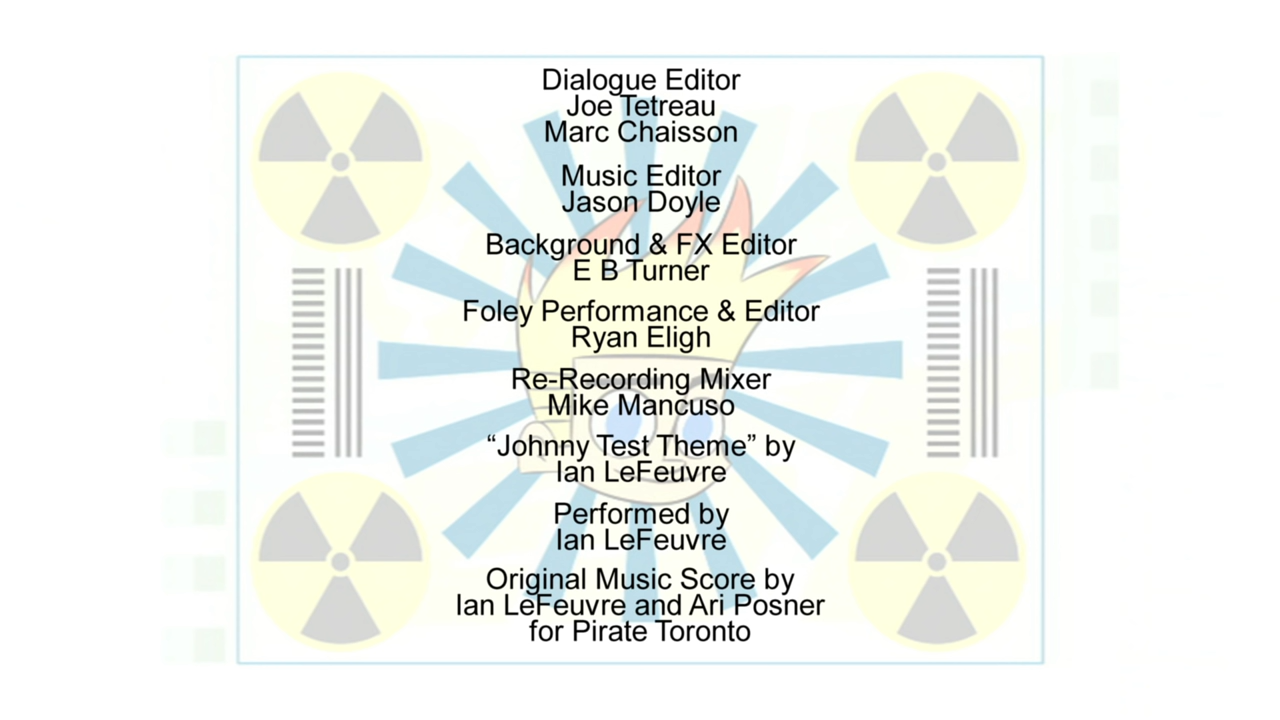 Dialogue Editor
Joe Tetreau
Marc Chaisson
Music Editor
Jason Doyle
Background & FX Editor
E B Turner
Foley Performance & Editor
Ryan Eligh
Re-Recording Mixer
Mike Mancuso
“Johnny Test Theme” by
Ian LeFeuvre
Performed by
Ian LeFeuvre
Original Music Score by
Ian LeFeuvre and Ari Posner
for Pirate Toronto